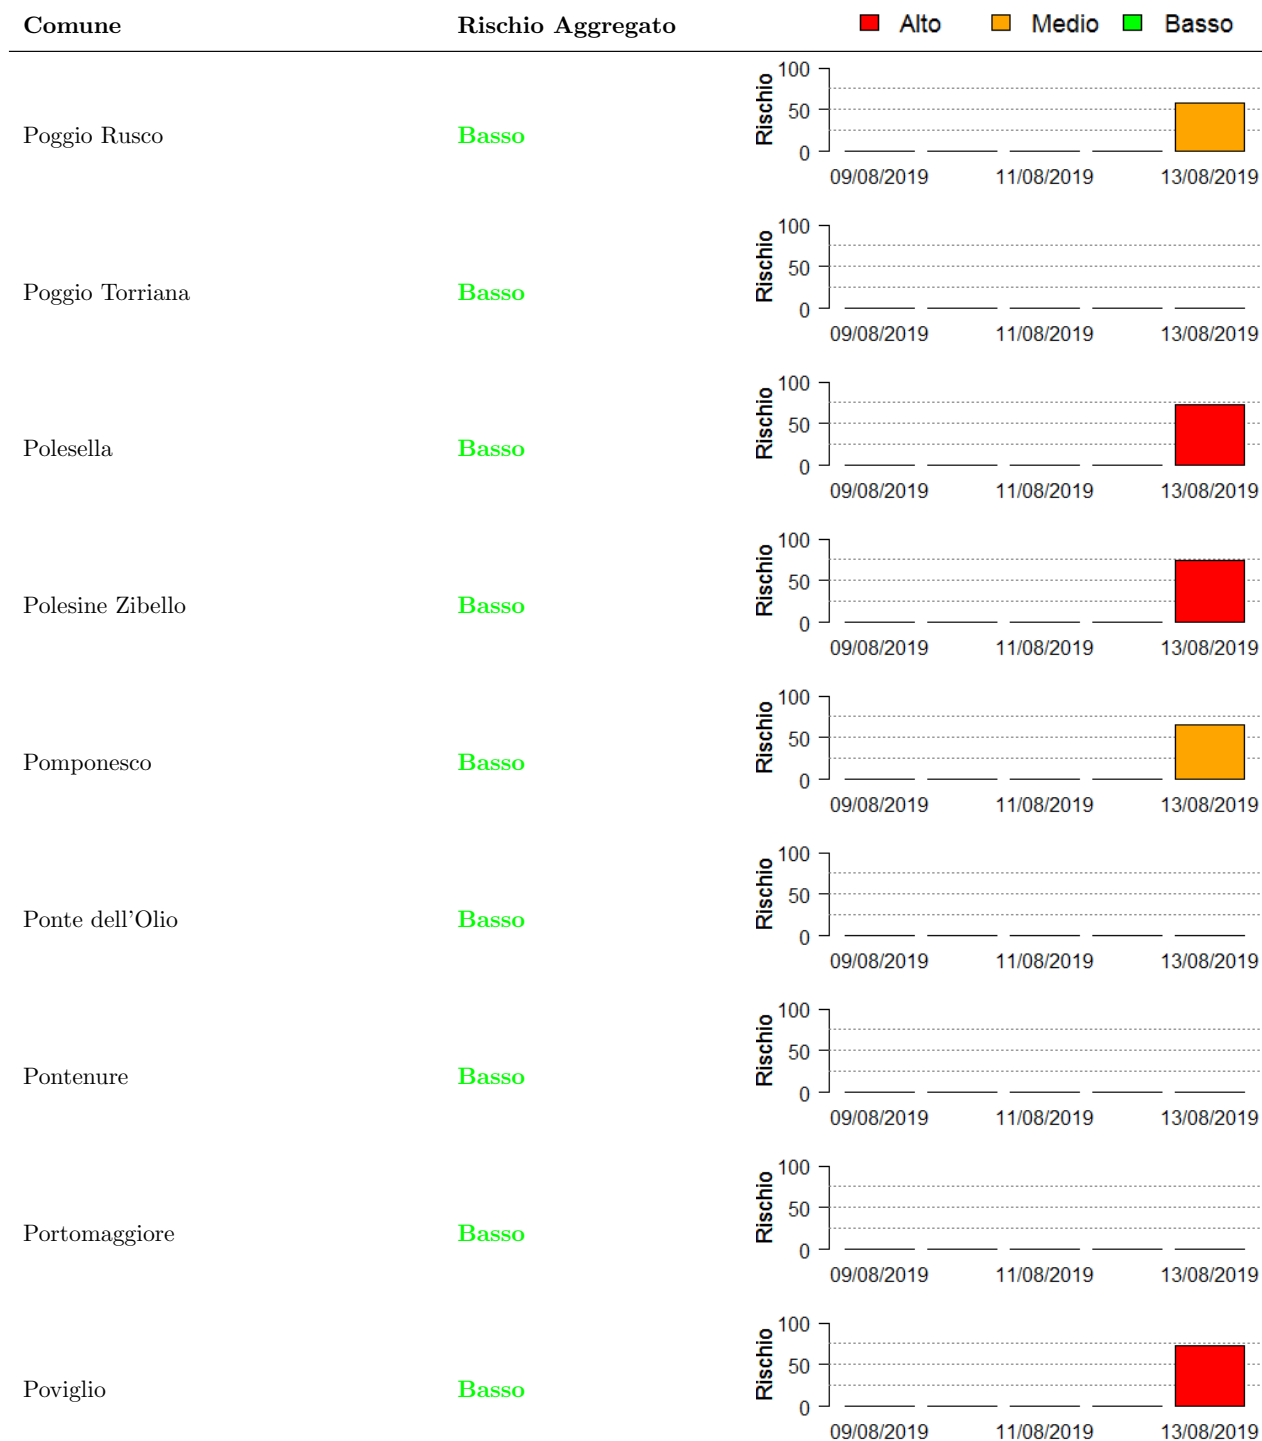 Comune Rischio Aggregato Alto Medio Basso
Poggio Rusco Basso
Rischio
100
50
0
09/08/2019 11/08/2019 13/08/2019
Poggio Torriana Basso
Rischio
100
50
0
09/08/2019 11/08/2019 13/08/2019
Polesella Basso
Rischio
100
50
0
09/08/2019 11/08/2019 13/08/2019
Polesine Zibello Basso
Rischio
100
50
0
09/08/2019 11/08/2019 13/08/2019
Pomponesco Basso
Rischio
100
50
0
09/08/2019 11/08/2019 13/08/2019
Ponte dell'Olio Basso
Rischio
100
50
0
09/08/2019 11/08/2019 13/08/2019
Pontenure Basso
Rischio
100
50
0
09/08/2019 11/08/2019 13/08/2019
Portomaggiore Basso
Rischio
100
50
0
09/08/2019 11/08/2019 13/08/2019
Poviglio Basso
Rischio
100
50
0
09/08/2019 11/08/2019 13/08/2019